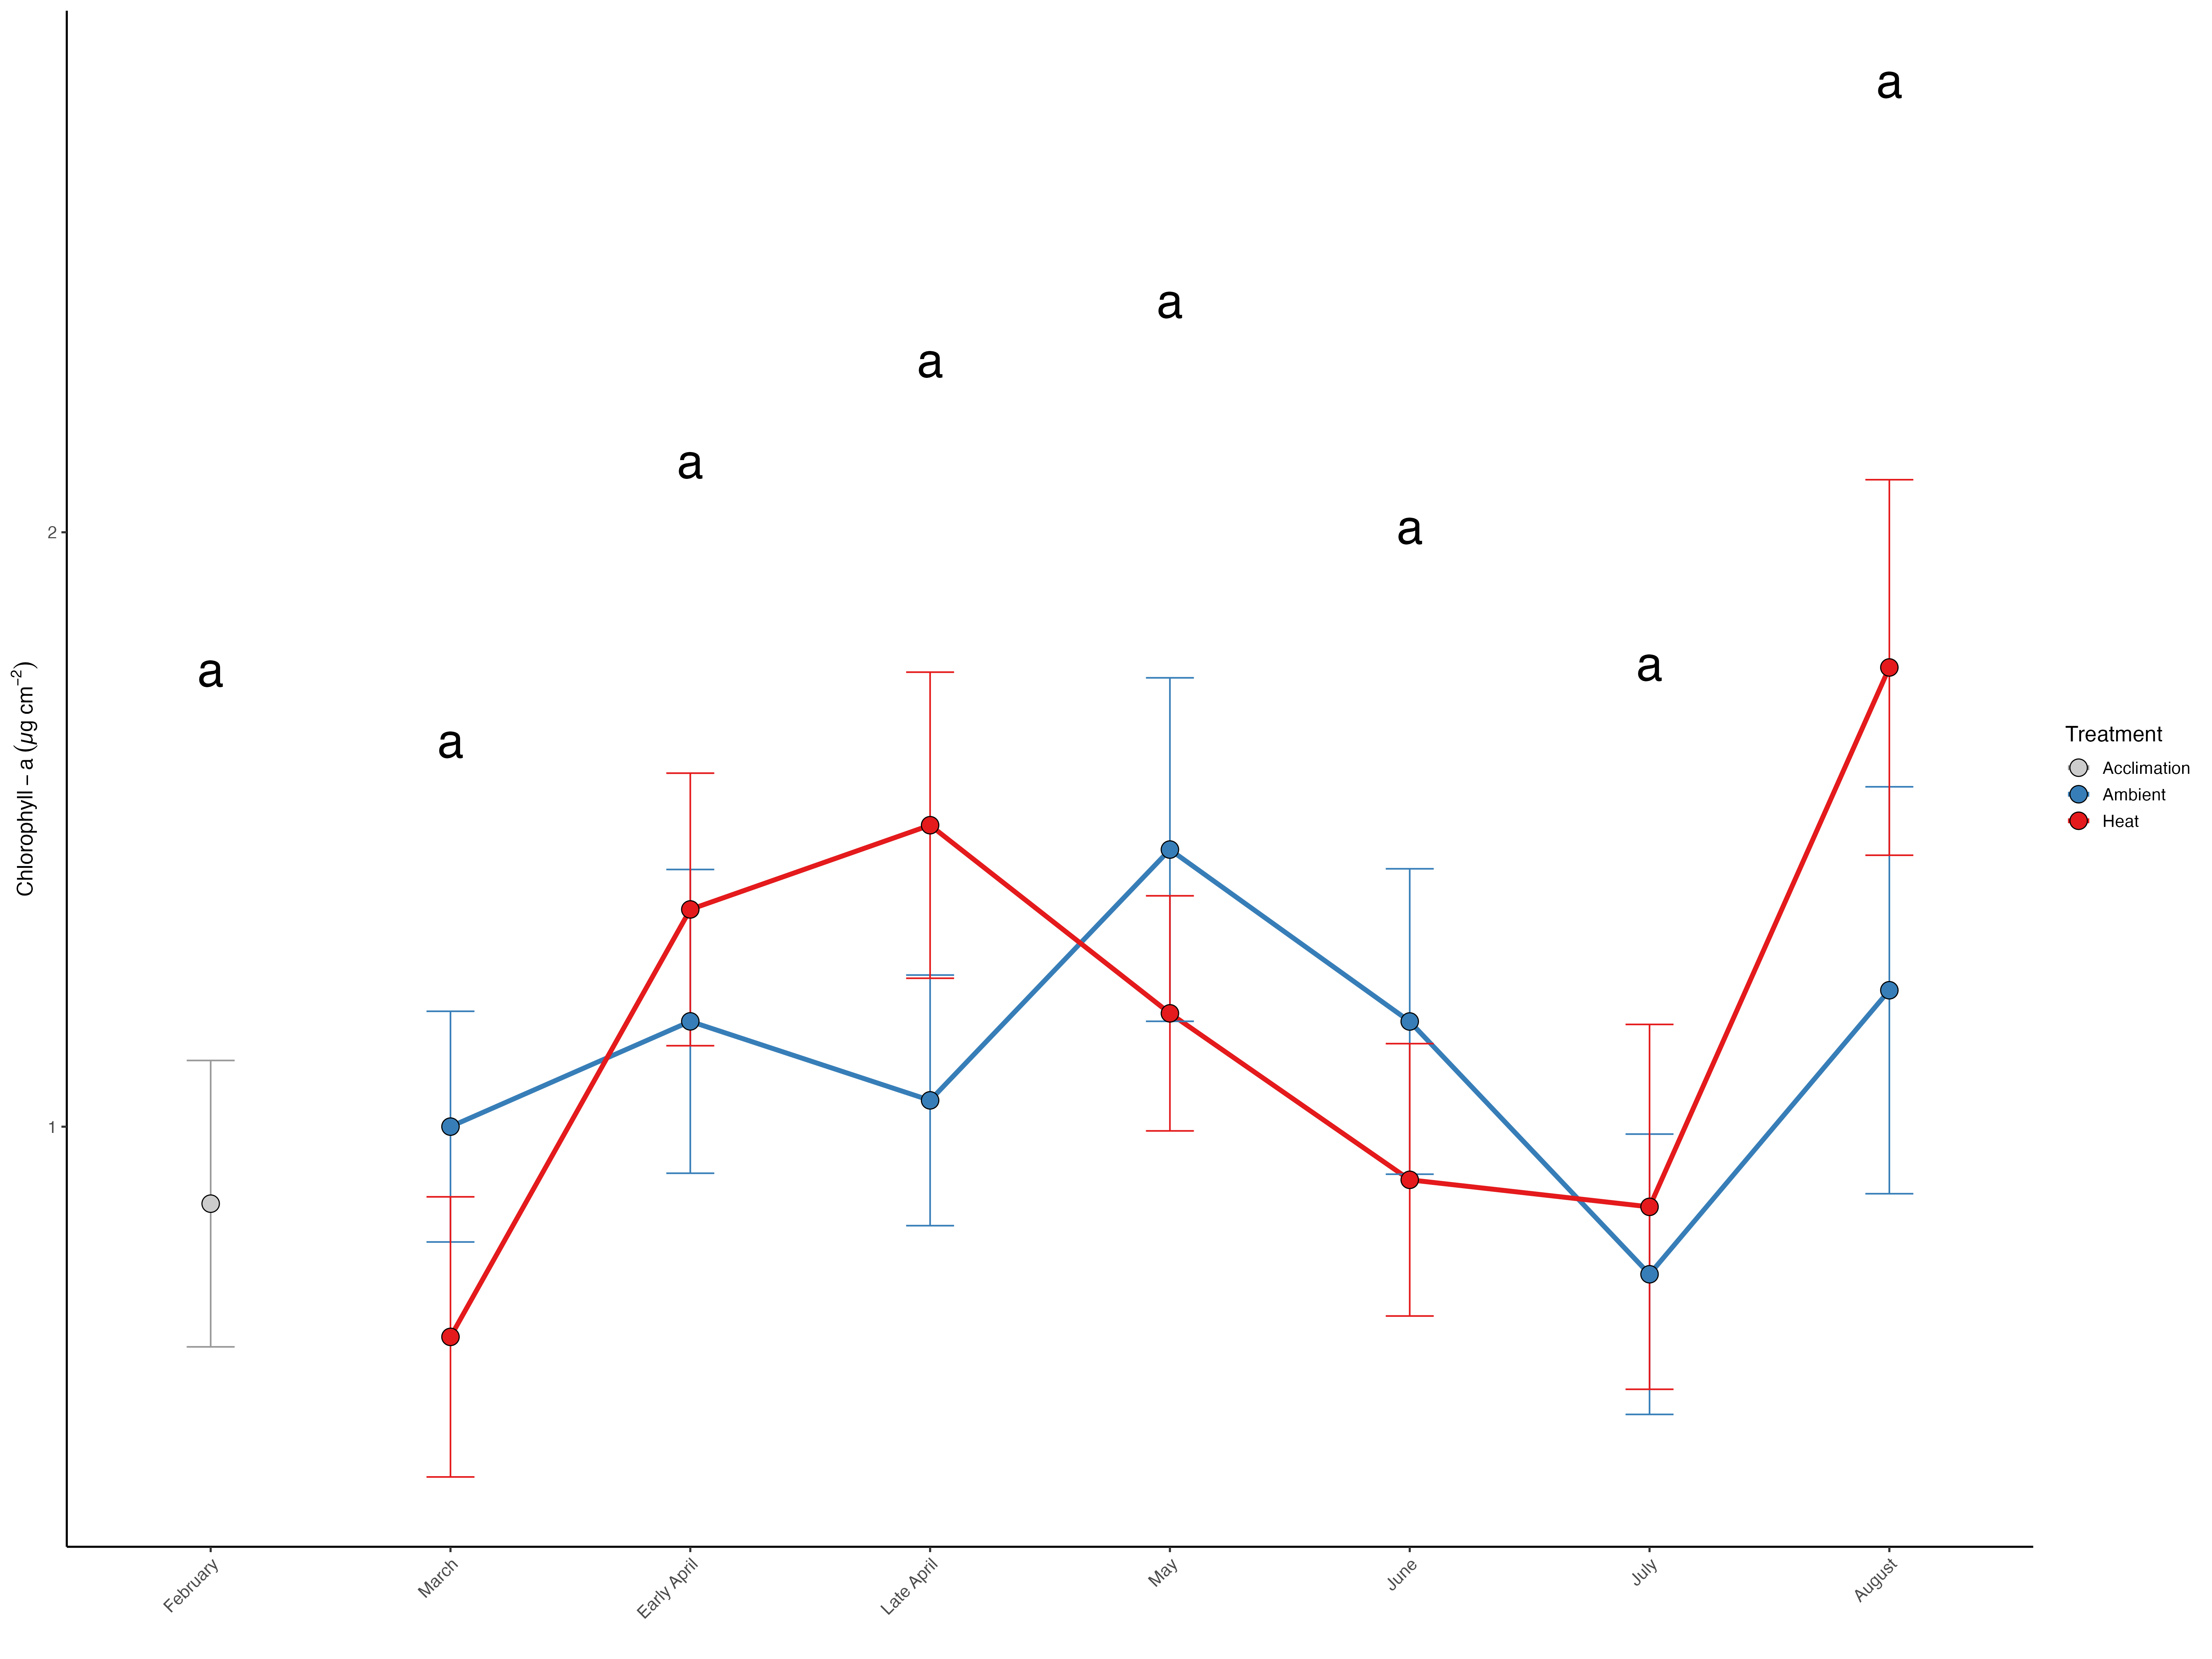 a
a
a
a
a
2
a
a
a
Chlorophyll – a (µg cm⁻²)
Treatment
Acclimation
Ambient
Heat
1
February
March
Early April
Late April
May
June
July
August